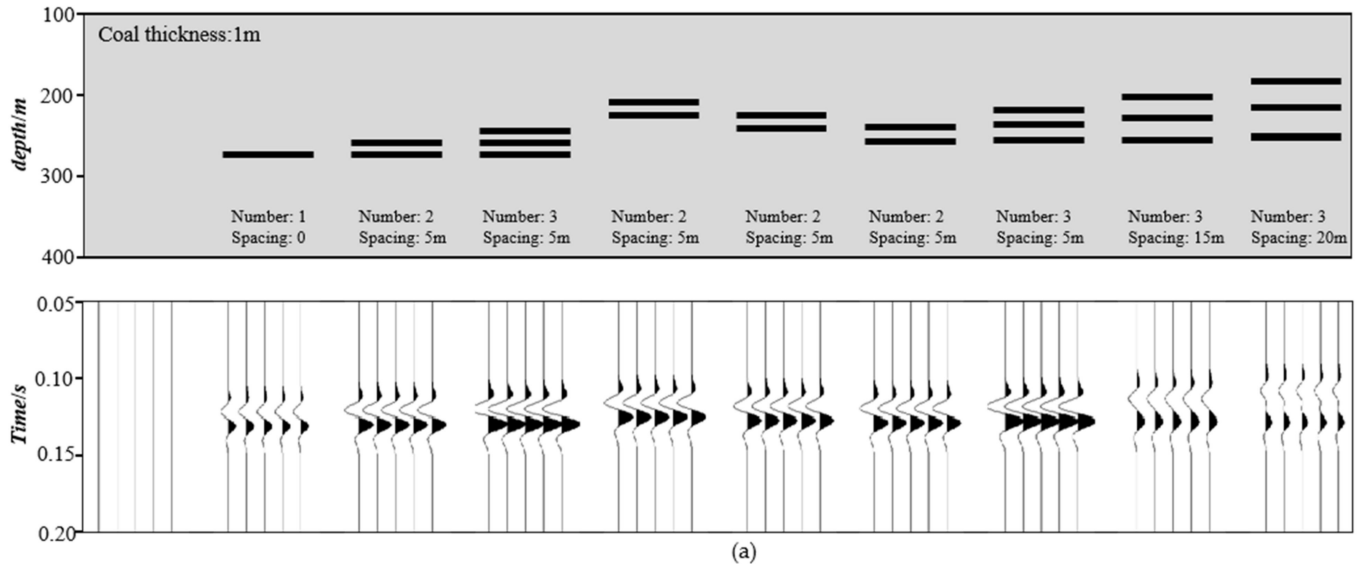 100
Coal thickness:1m
200
depth/m
300
Number: 1 Number: 2 Number: 3 Number: 2 Number: 2 Number: 2 Number: 3 Number: 3 Number: 3
Spacing: 0 Spacing: 5m Spacing: 5m Spacing: 5m Spacing: 5m Spacing: 5m Spacing: 5m Spacing: 15m Spacing: 20m
400
0.05
0.10
Time/s
0.15
0.20
(a)